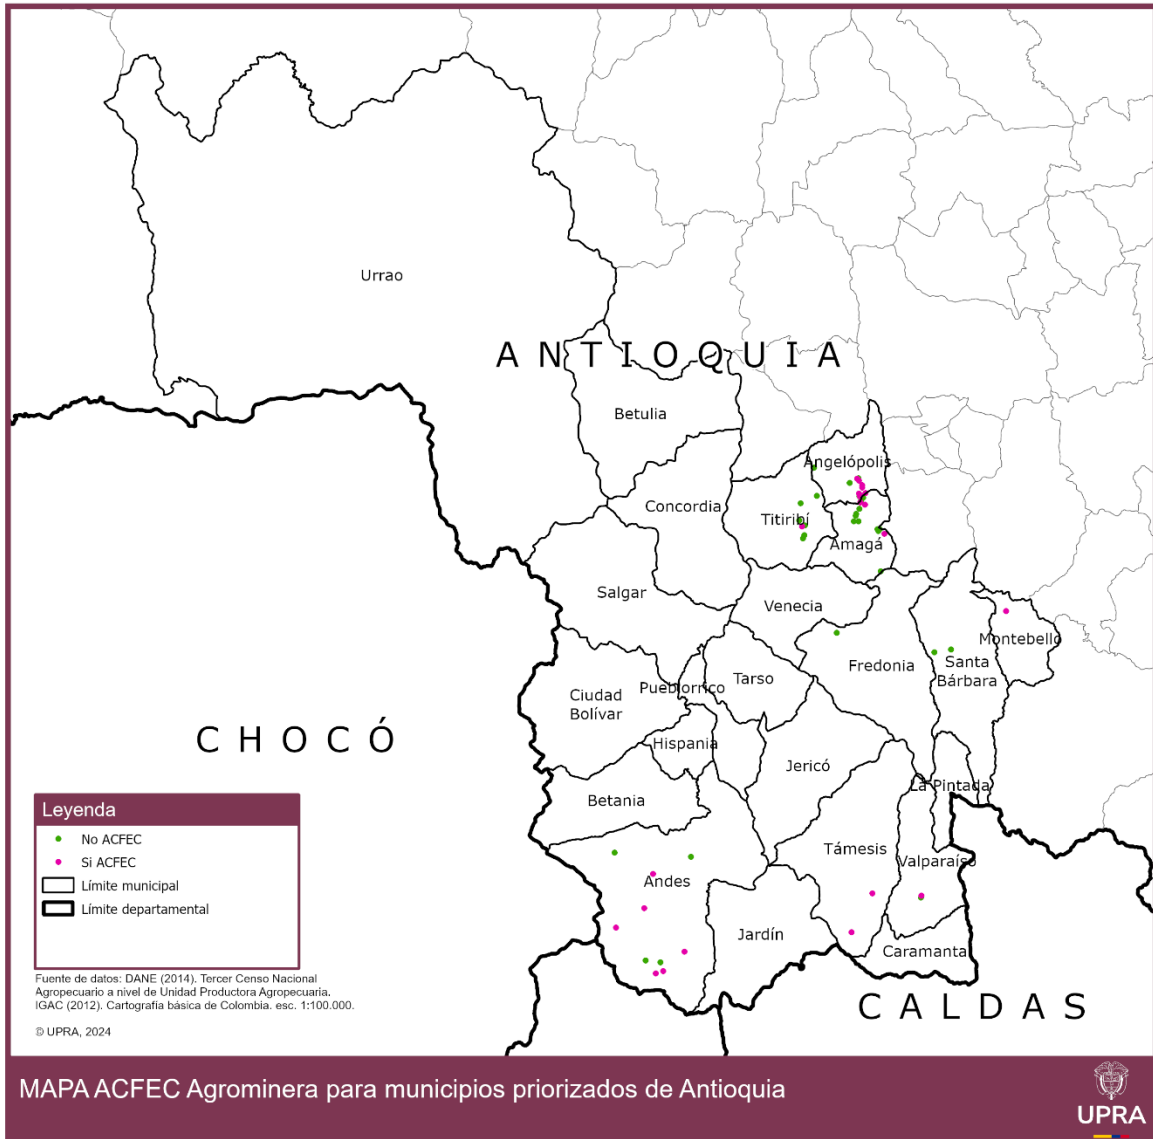 Urrao
ANTIOQUIA
Betulia
Angelópolis
Concordia
Titiribí
Amagá
Salgar
Venecia
Montebello
Fredonia
Santa
Bárbara
Pueblorrico
Tarso
Ciudad
Bolívar
CHOCÓ
Hispania
Jericó
La Pintada
Betania
Támesis
Valparaíso
Andes
Jardín
Caramanta
CALDAS
Leyenda
No ACFEC
Si ACFEC
Límite municipal
Límite departamental
Fuente de datos: DANE (2014). Tercer Censo Nacional
Agropecuario a nivel de Unidad Productora Agropecuaria.
IGAC (2012). Cartografía básica de Colombia. esc. 1:100.000.
© UPRA, 2024
MAPA ACFEC Agrominera para municipios priorizados de Antioquia
UPRA